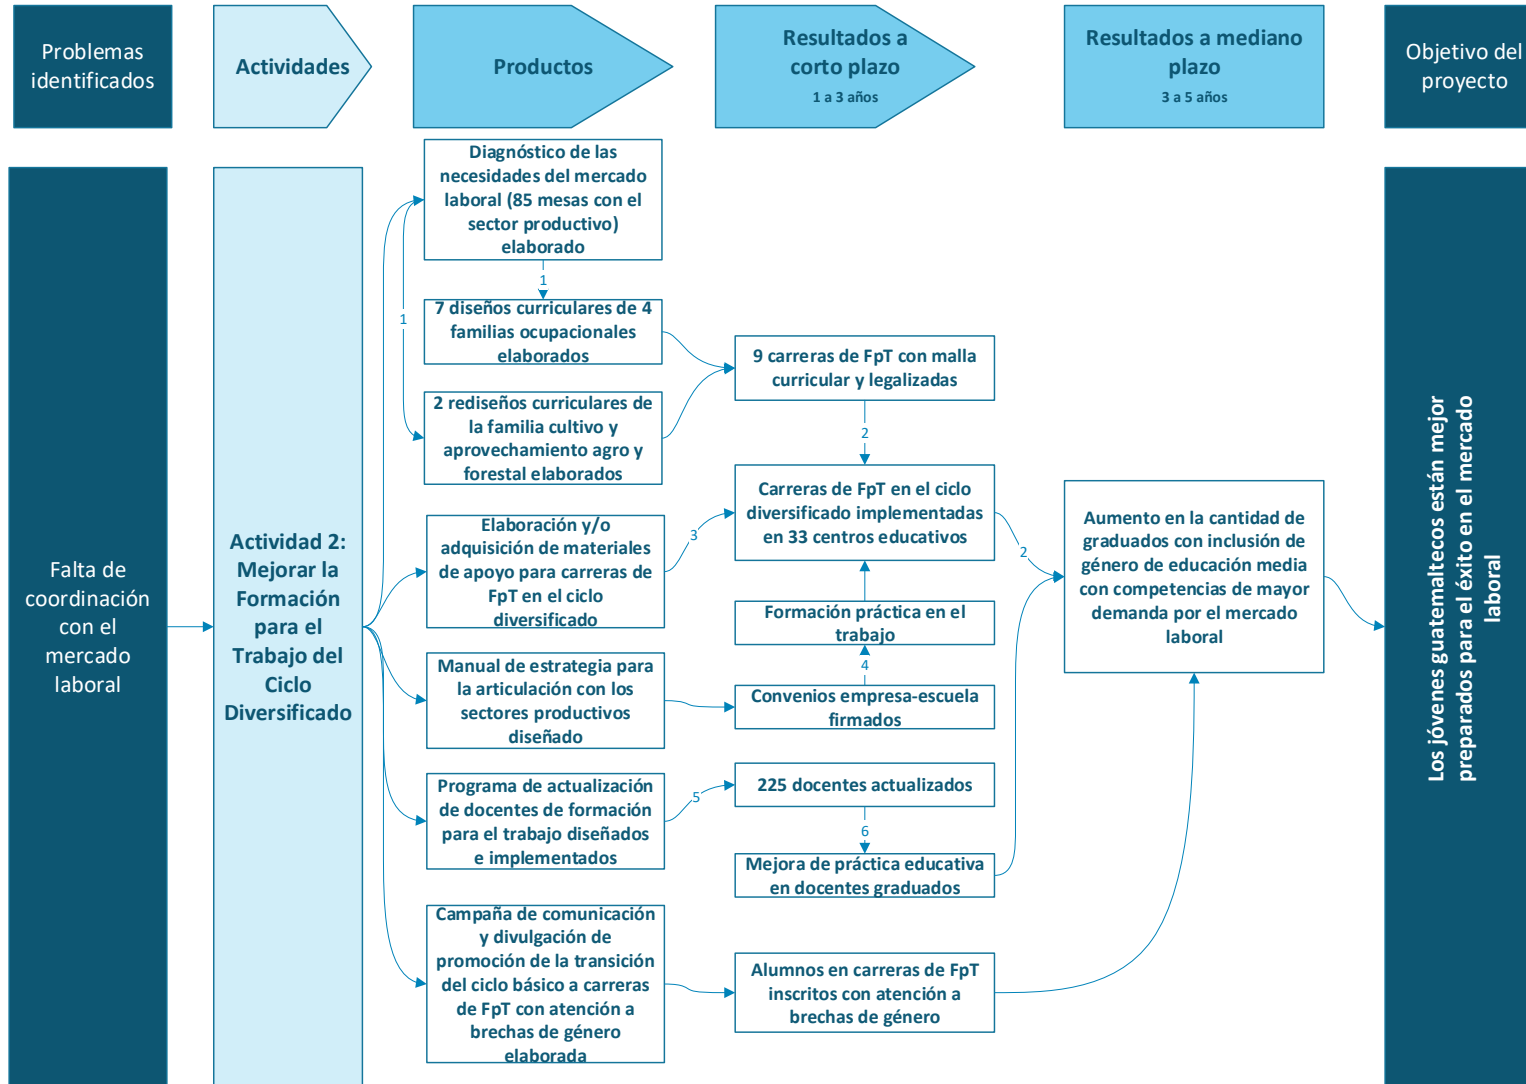 Problemas
identificados
Actividades
Productos
Resultados a
corto plazo
1 a 3 años
Resultados a mediano
plazo
3 a 5 años
Objetivo del
proyecto
Falta de
coordinación
con el
mercado
laboral
Actividad 2:
Mejorar la
Formación
para el
Trabajo del
Ciclo
Diversificado
Diagnóstico de las
necesidades del mercado
laboral (85 mesas con el
sector productivo)
elaborado
1
1
7 diseños curriculares de 4
familias ocupacionales
elaborados
2 rediseños curriculares de
la familia cultivo y
aprovechamiento agro y
forestal elaborados
Elaboración y/o
adquisición de materiales
de apoyo para carreras de
FpT en el ciclo
diversificado
3
Manual de estrategia para
la articulación con los
sectores productivos
diseñado
Programa de actualización
de docentes de formación
para el trabajo diseñados
e implementados
5
Campaña de comunicación
y divulgación de
promoción de la transición
del ciclo básico a carreras
de FpT con atención a
brechas de género
elaborada
9 carreras de FpT con malla
curricular y legalizadas
2
Carreras de FpT en el ciclo
diversificado implementadas
en 33 centros educativos
Formación práctica en el
trabajo
4
Convenios empresa-escuela
firmados
225 docentes actualizados
6
Mejora de práctica educativa
en docentes graduados
Alumnos en carreras de FpT
inscritos con atención a
brechas de género
2
Aumento en la cantidad de
graduados con inclusión de
género de educación media
con competencias de mayor
demanda por el mercado
laboral
Los jóvenes guatemaltecos están mejor
preparados para el éxito en el mercado
laboral